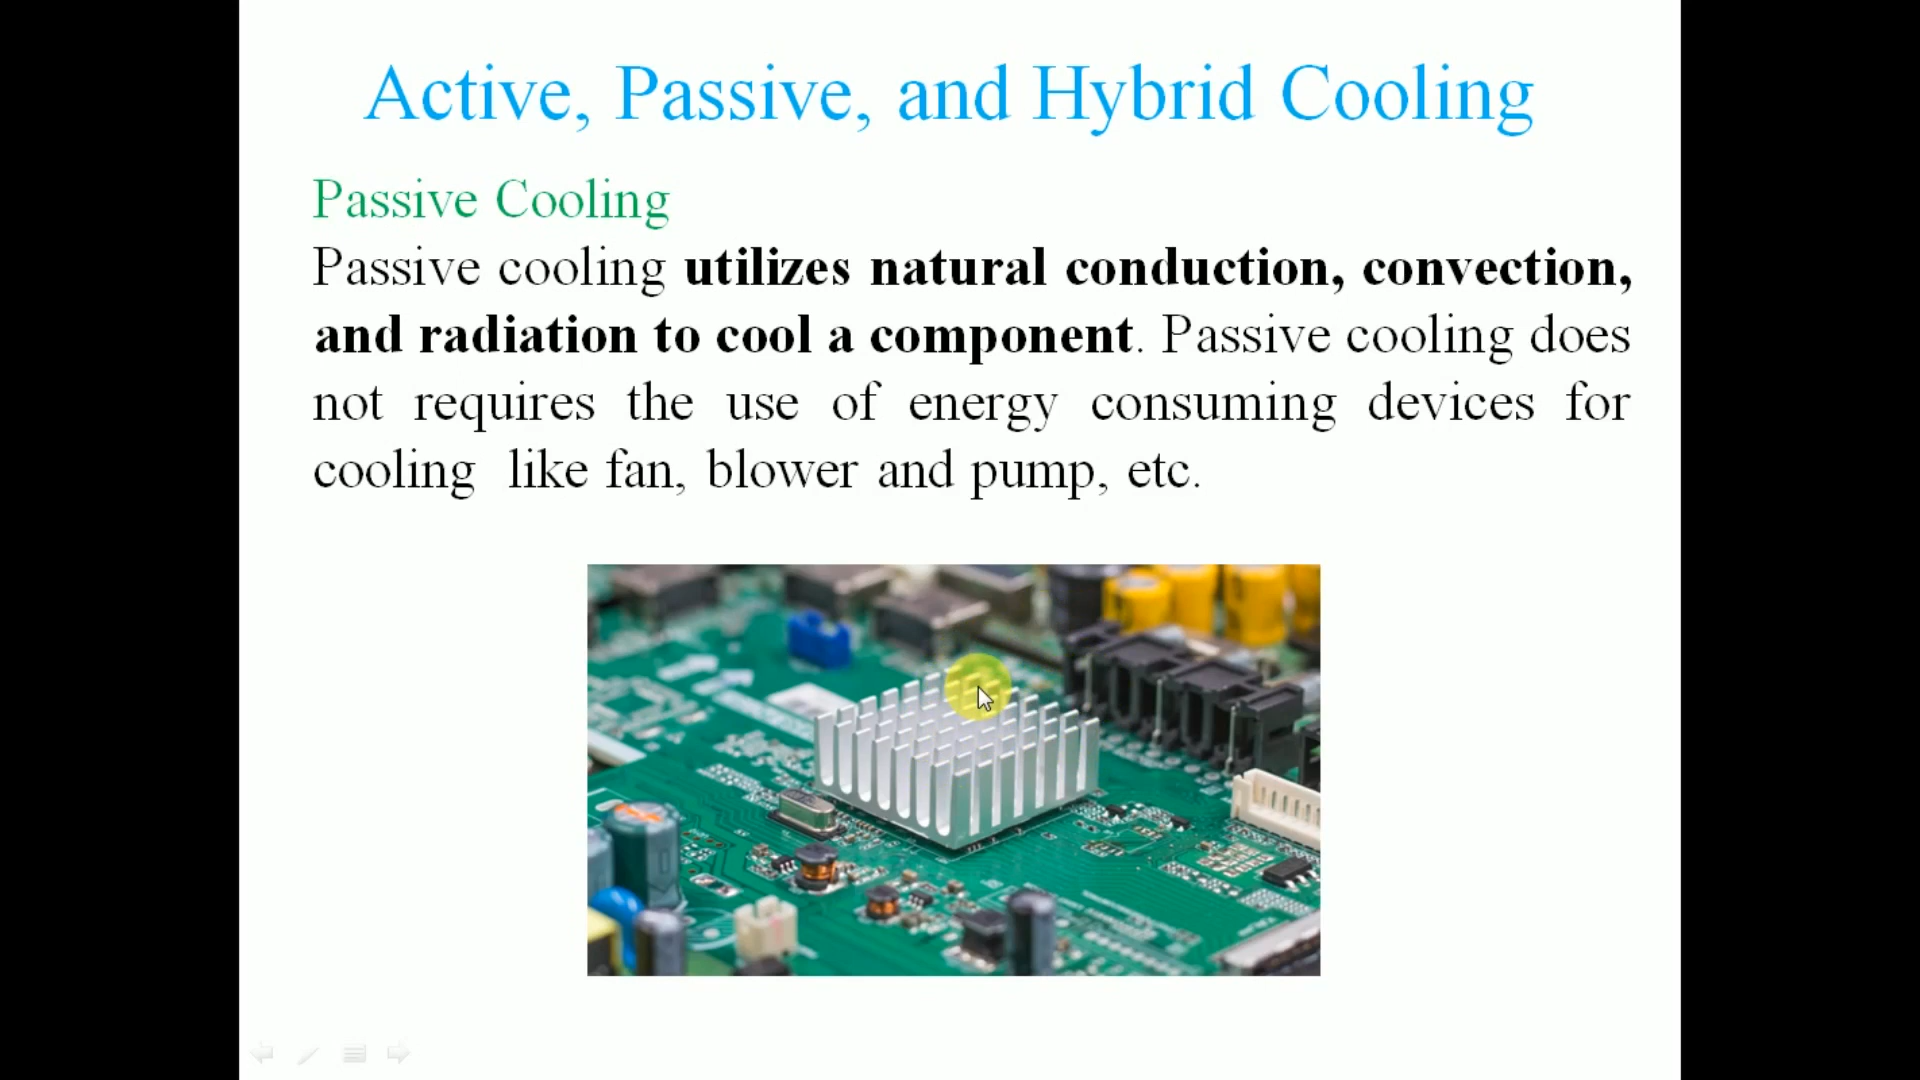 Active, Passive, and Hybrid Cooling
Passive Cooling
Passive cooling utilizes natural conduction, convection,
and radiation to cool a component. Passive cooling does
not requires the use of energy consuming devices for
cooling  like fan, blower and pump, etc.